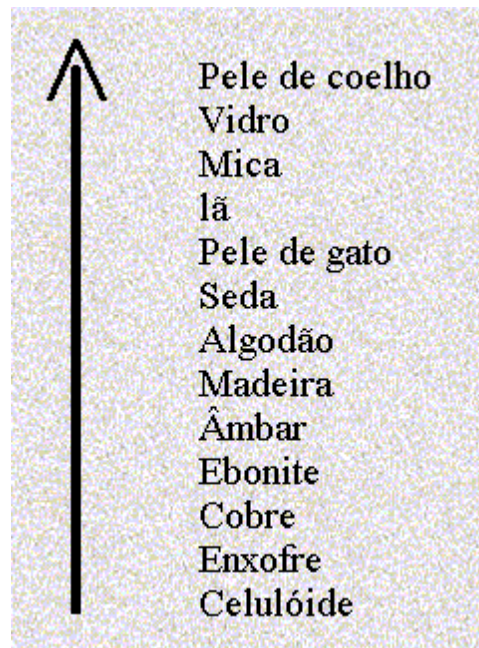 Pele de coelho
Vidro
Mica
lã
Pele de gato
Seda
Algodão
Madeira
Âmbar
Ebonite
Cobre
Enxofre
Celulóide